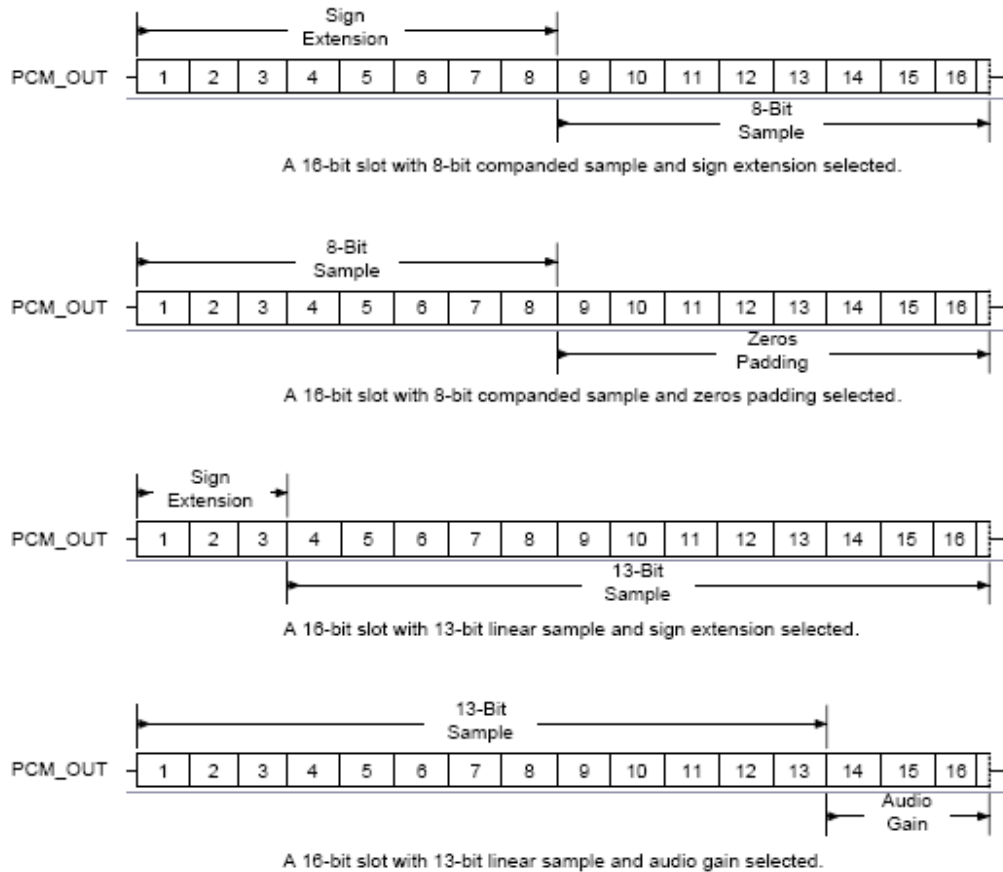 Sign
Extension
PCM_OUT 1 2 3 4 5 6 7 8 9 10 11 12 13 14 15 16
8-Bit
Sample
A 16-bit slot with 8-bit companded sample and sign extension selected.
8-Bit
Sample
PCM_OUT 1 2 3 4 5 6 7 8 9 10 11 12 13 14 15 16
Zeros
Padding
A 16-bit slot with 8-bit companded sample and zeros padding selected.
Sign
Extension
PCM_OUT 1 2 3 4 5 6 7 8 9 10 11 12 13 14 15 16
13-Bit
Sample
A 16-bit slot with 13-bit linear sample and sign extension selected.
13-Bit
Sample
PCM_OUT 1 2 3 4 5 6 7 8 9 10 11 12 13 14 15 16
Audio
Gain
A 16-bit slot with 13-bit linear sample and audio gain selected.